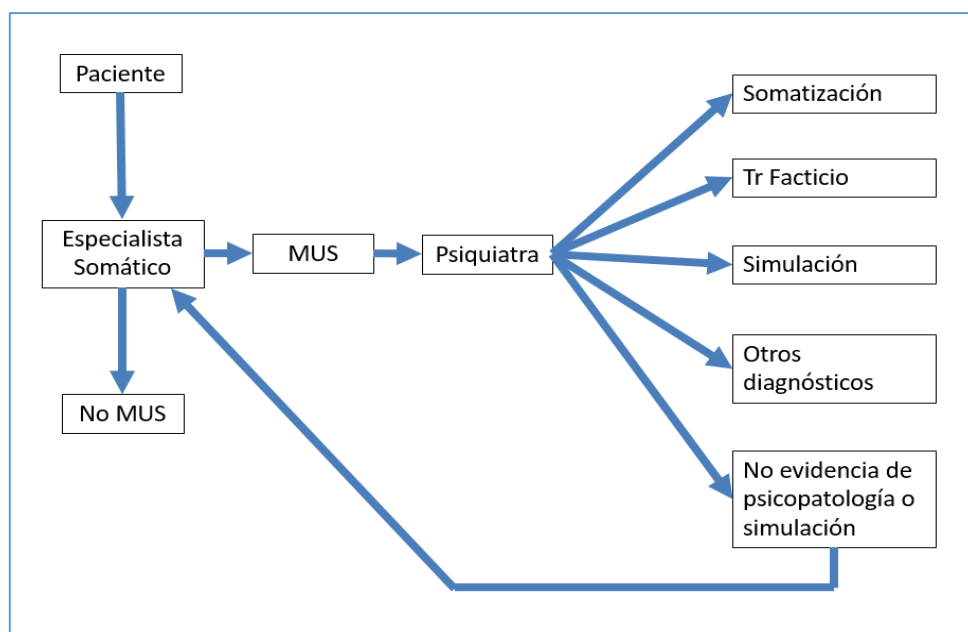 Paciente
Especialista
Somático
No MUS
MUS
Psiquiatra
Somatización
Tr Facticio
Simulación
Otros
diagnósticos
No evidencia de
psicopatología o
simulación